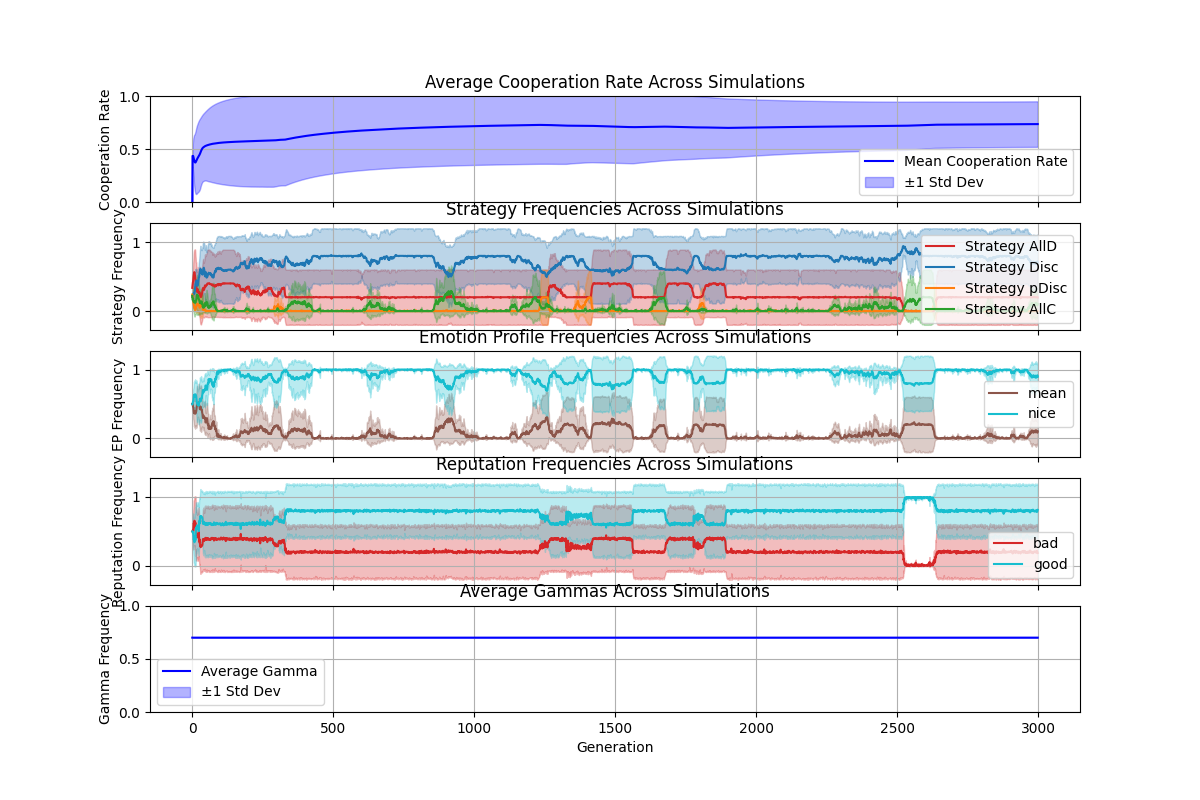 Average Cooperation Rate Across Simulations
Cooperation Rate
1.0
0.5
0.0
Mean Cooperation Rate
±1 Std Dev
Strategy Frequencies Across Simulations
Strategy Frequency
1
0
Strategy AllD
Strategy Disc
Strategy pDisc
Strategy AllC
Emotion Profile Frequencies Across Simulations
EP Frequency
1
0
mean
nice
Reputation Frequencies Across Simulations
Reputation Frequency
1
0
bad
good
Average Gammas Across Simulations
Gamma Frequency
1.0
0.5
0.0
Average Gamma
±1 Std Dev
0 500 1000 1500 2000 2500 3000
Generation